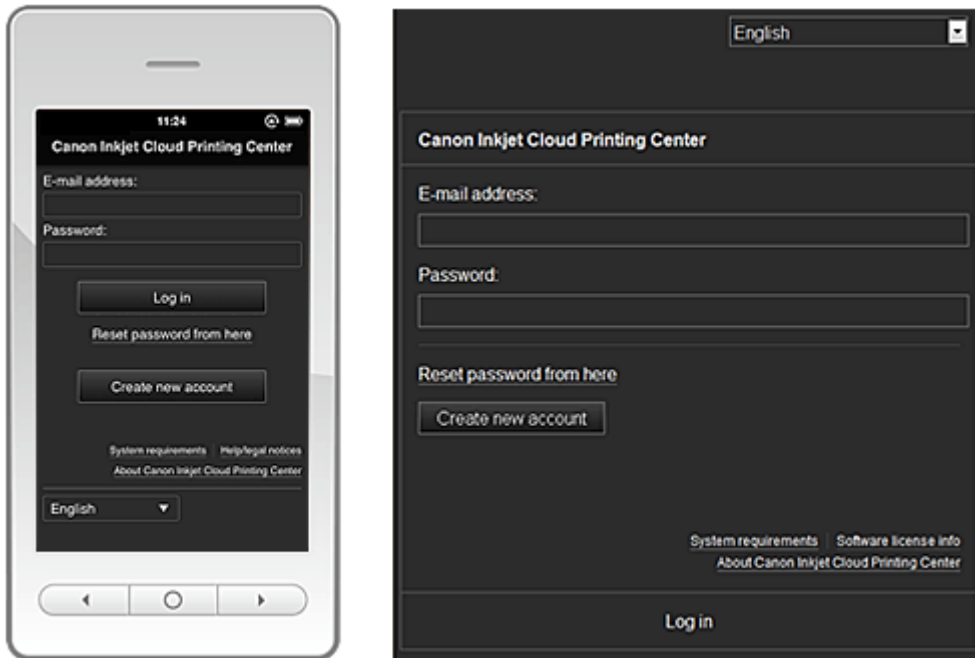 11:24
Canon Inkjet Cloud Printing Center
E-mail address:
Password:
Log in
Reset password from here
Create new account
System requirements Help/legal notices
About Canon Inkjet Cloud Printing Center
English
English
Canon Inkjet Cloud Printing Center
E-mail address:
Password:
Reset password from here
Create new account
System requirements Software license info
About Canon Inkjet Cloud Printing Center
Log in